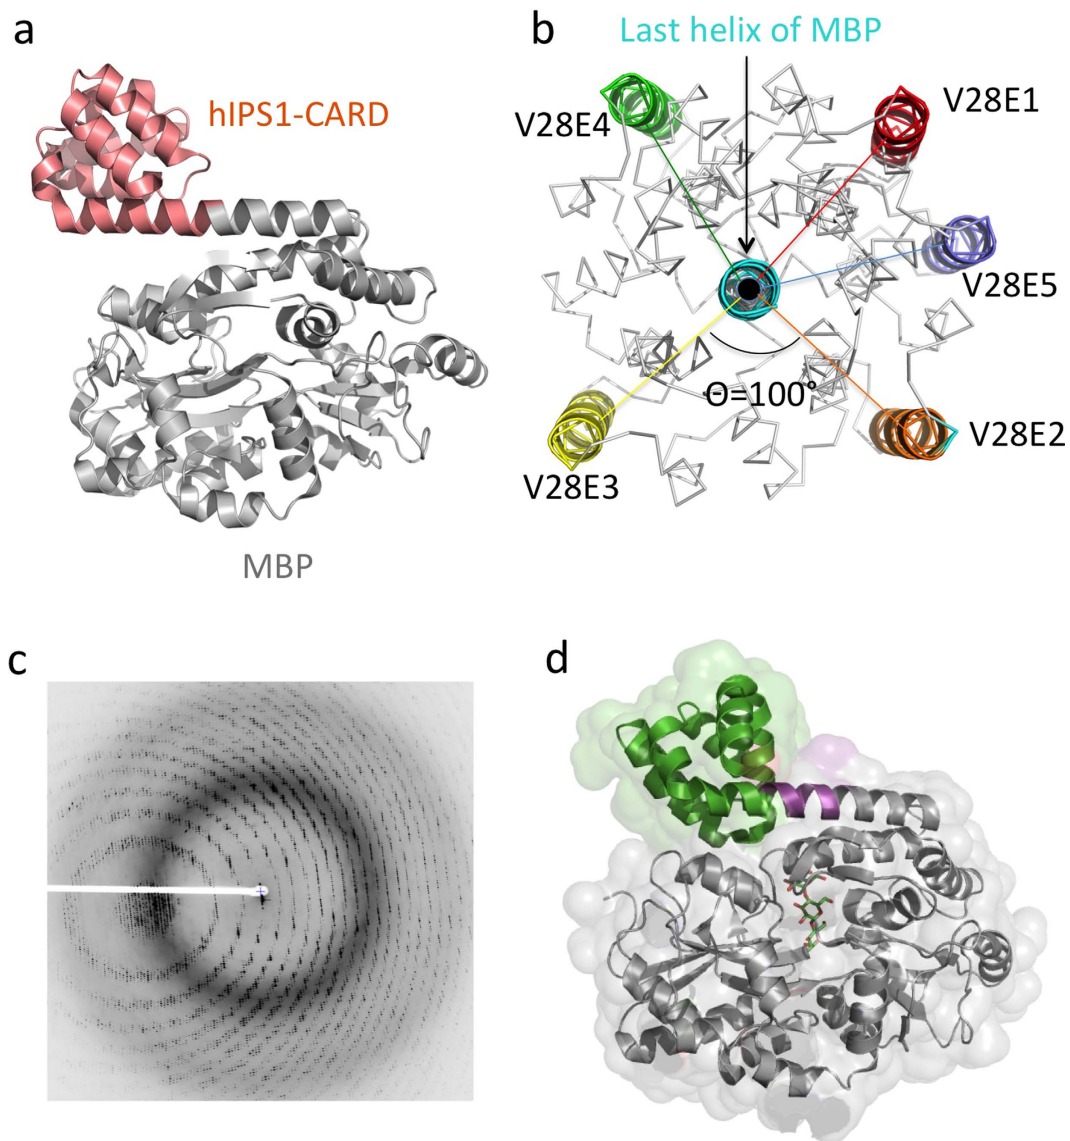 a
hIPS1-CARD
MBP
b
Last helix of MBP
V28E4
V28E1
V28E5
Θ=100°
V28E2
V28E3
c
d